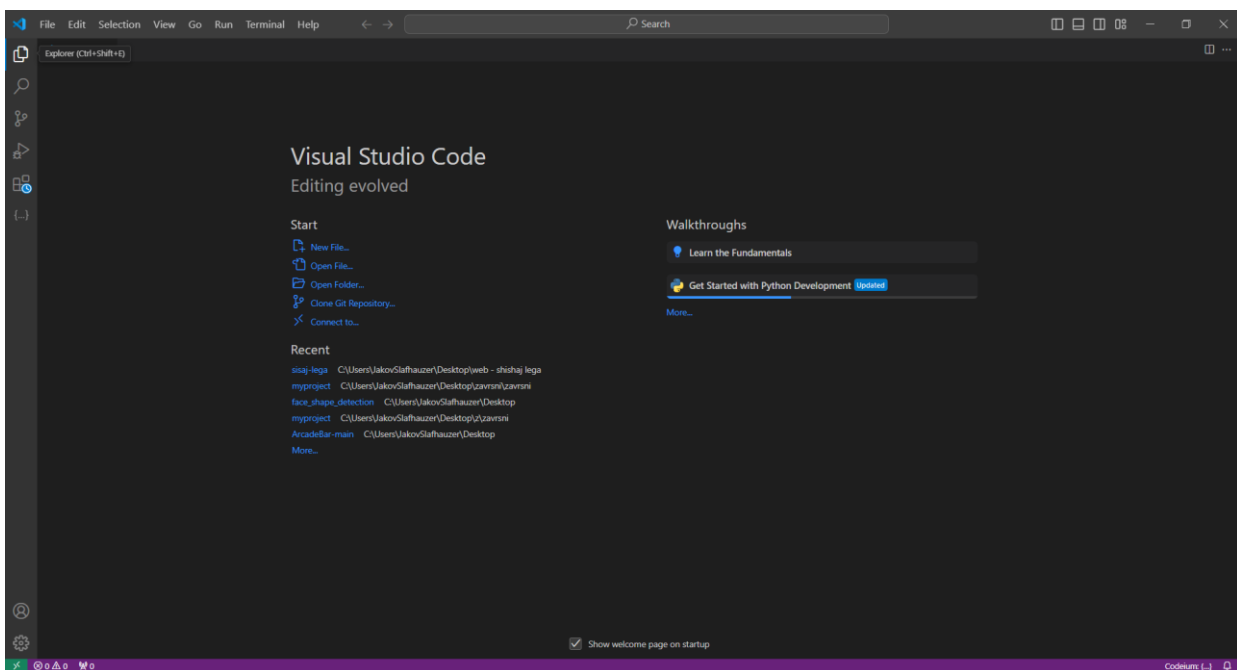 File Edit Selection View Go Run Terminal Help Search
Explorer (Ctrl+Shift+E)
{...}
Visual Studio Code
Editing evolved
Start
New File...
Open File...
Open Folder...
Clone Git Repository...
Connect to...
Recent
sisaj-lega C:\Users\JakovSlafhauzer\Desktop\web - shishaj lega
myproject C:\Users\JakovSlafhauzer\Desktop\zavrsni\zavrsni
face_shape_detection C:\Users\JakovSlafhauzer\Desktop
myproject C:\Users\JakovSlafhauzer\Desktop\z\zavrsni
ArcadeBar-main C:\Users\JakovSlafhauzer\Desktop
More...
Walkthroughs
Learn the Fundamentals
Get Started with Python Development Updated
More...
Show welcome page on startup
0 0 0 Codeium: {...}